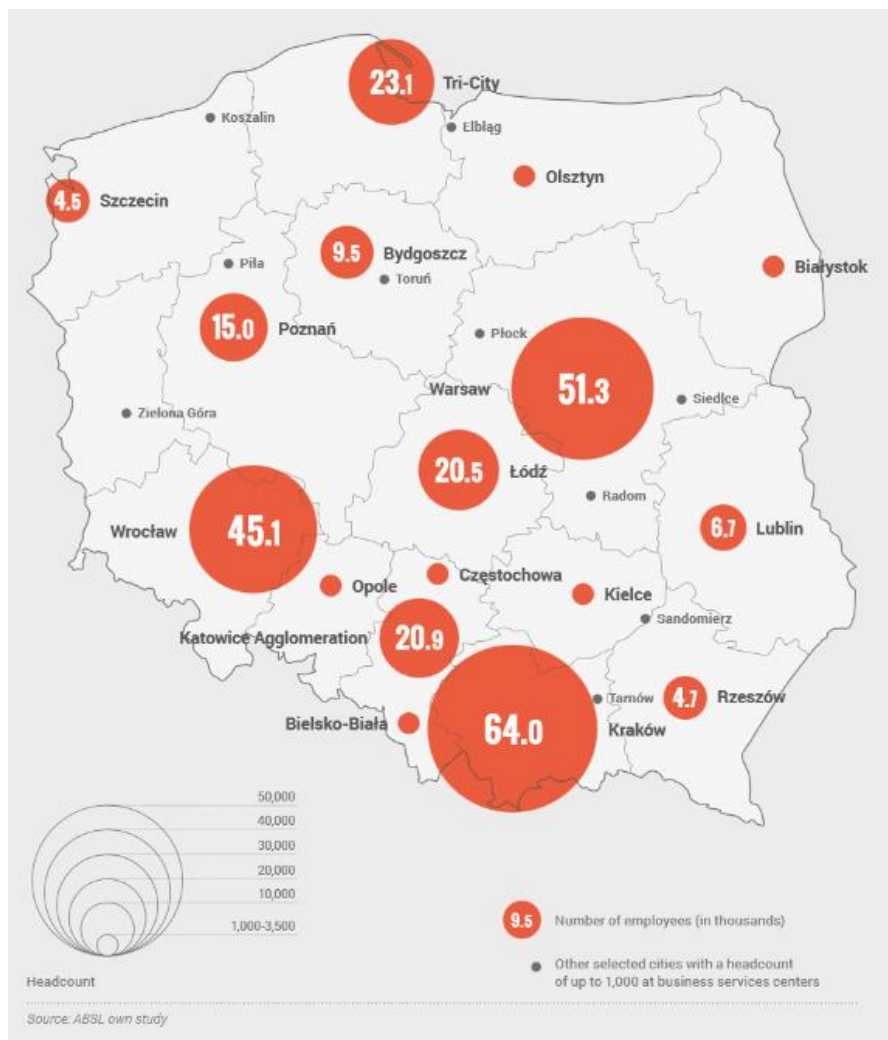 23.1 Tri-City
Koszalin
Elbląg
Olsztyn
4.5 Szczecin
9.5 Bydgoszcz
Piła
Białystok
Toruń
15.0 Poznań
Płock
Warsaw 51.3
Siedlce
Zielona Góra
20.5 Łódź
Radom
Wrocław 45.1
6.7 Lublin
Częstochowa
Opole
Kielce
Sandomierz
Katowice Agglomeration 20.9
Tarnów
4.7 Rzeszów
Bielsko-Biała
64.0 Kraków
50,000
40,000
30,000
20,000
10,000
1,000-3,500
Headcount
9.5 Number of employees (in thousands)
Other selected cities with a headcount
of up to 1,000 at business services centers
Source: ABSL own study